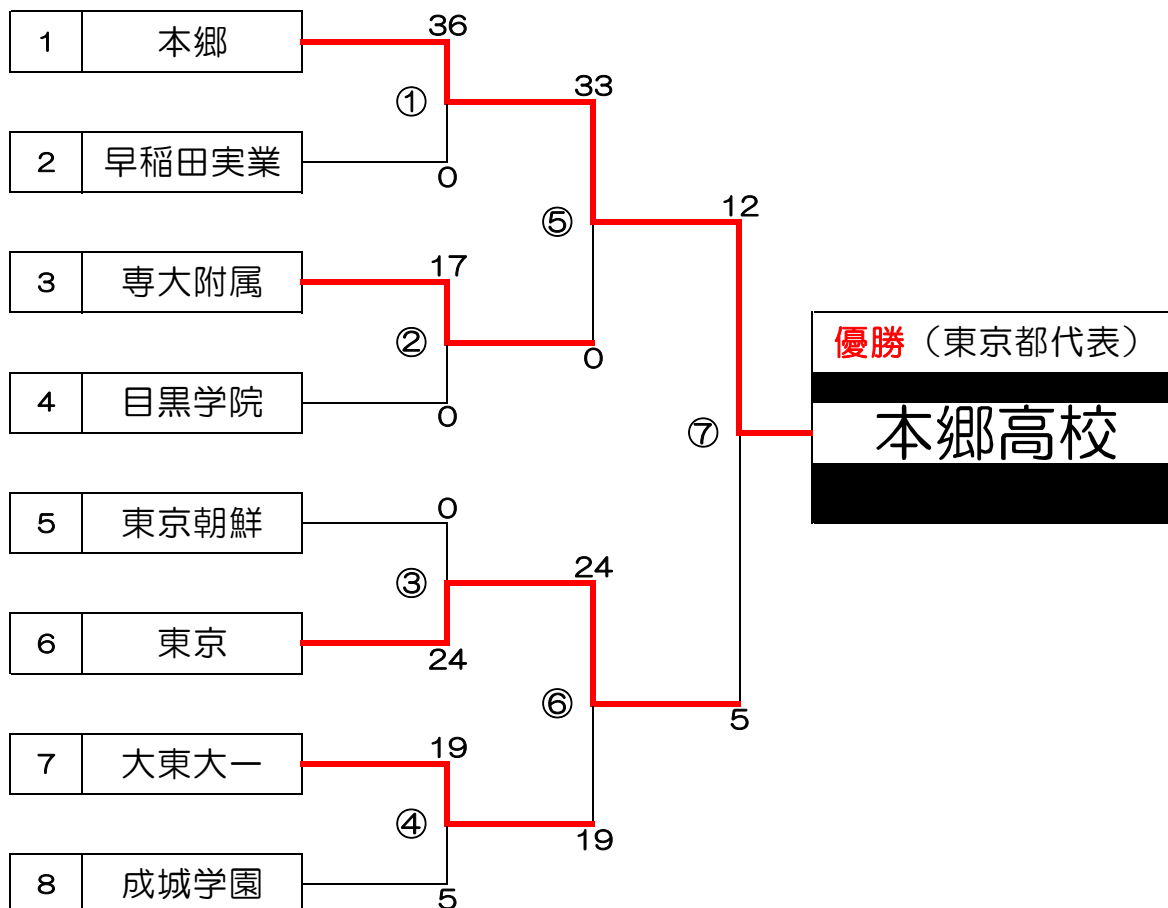 36
1 本郷
33
①
2 早稲田実業
0
12
⑤
3 専大附属
17
②
0
優勝（東京都代表）
4 目黒学院
0
本郷高校
⑦
5 東京朝鮮
0
③
24
6 東京
24
⑥
5
7 大東大一
19
④
19
8 成城学園
5